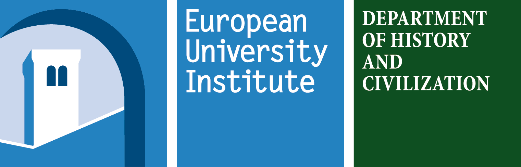 European
University
Institute
DEPARTMENT
OF HISTORY
AND
CIVILIZATION